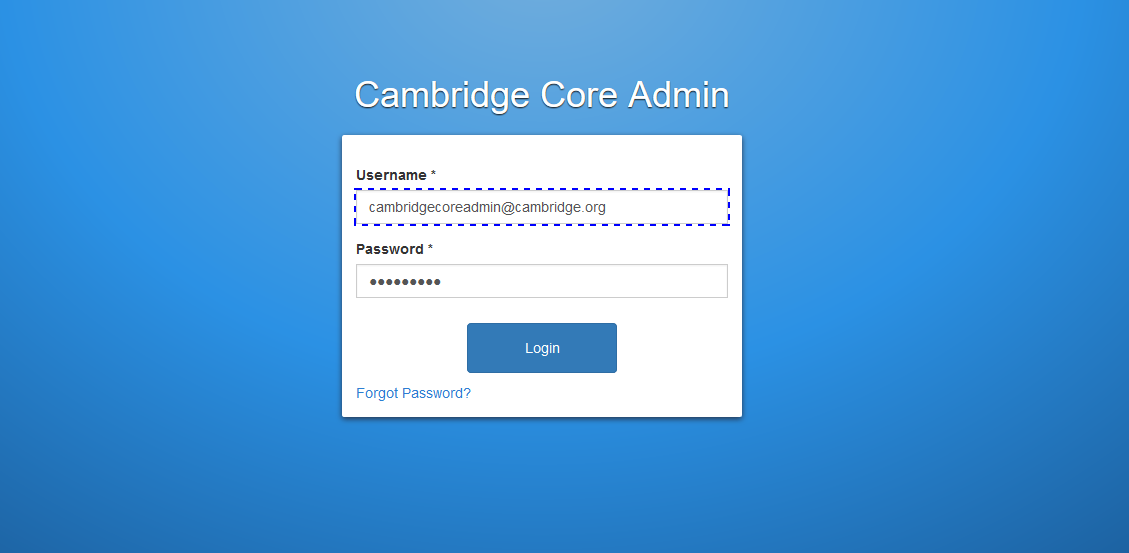 Cambridge Core Admin
Username *
cambridgecoreadmin@cambridge.org
Password *
●●●●●●●●●
Login
Forgot Password?